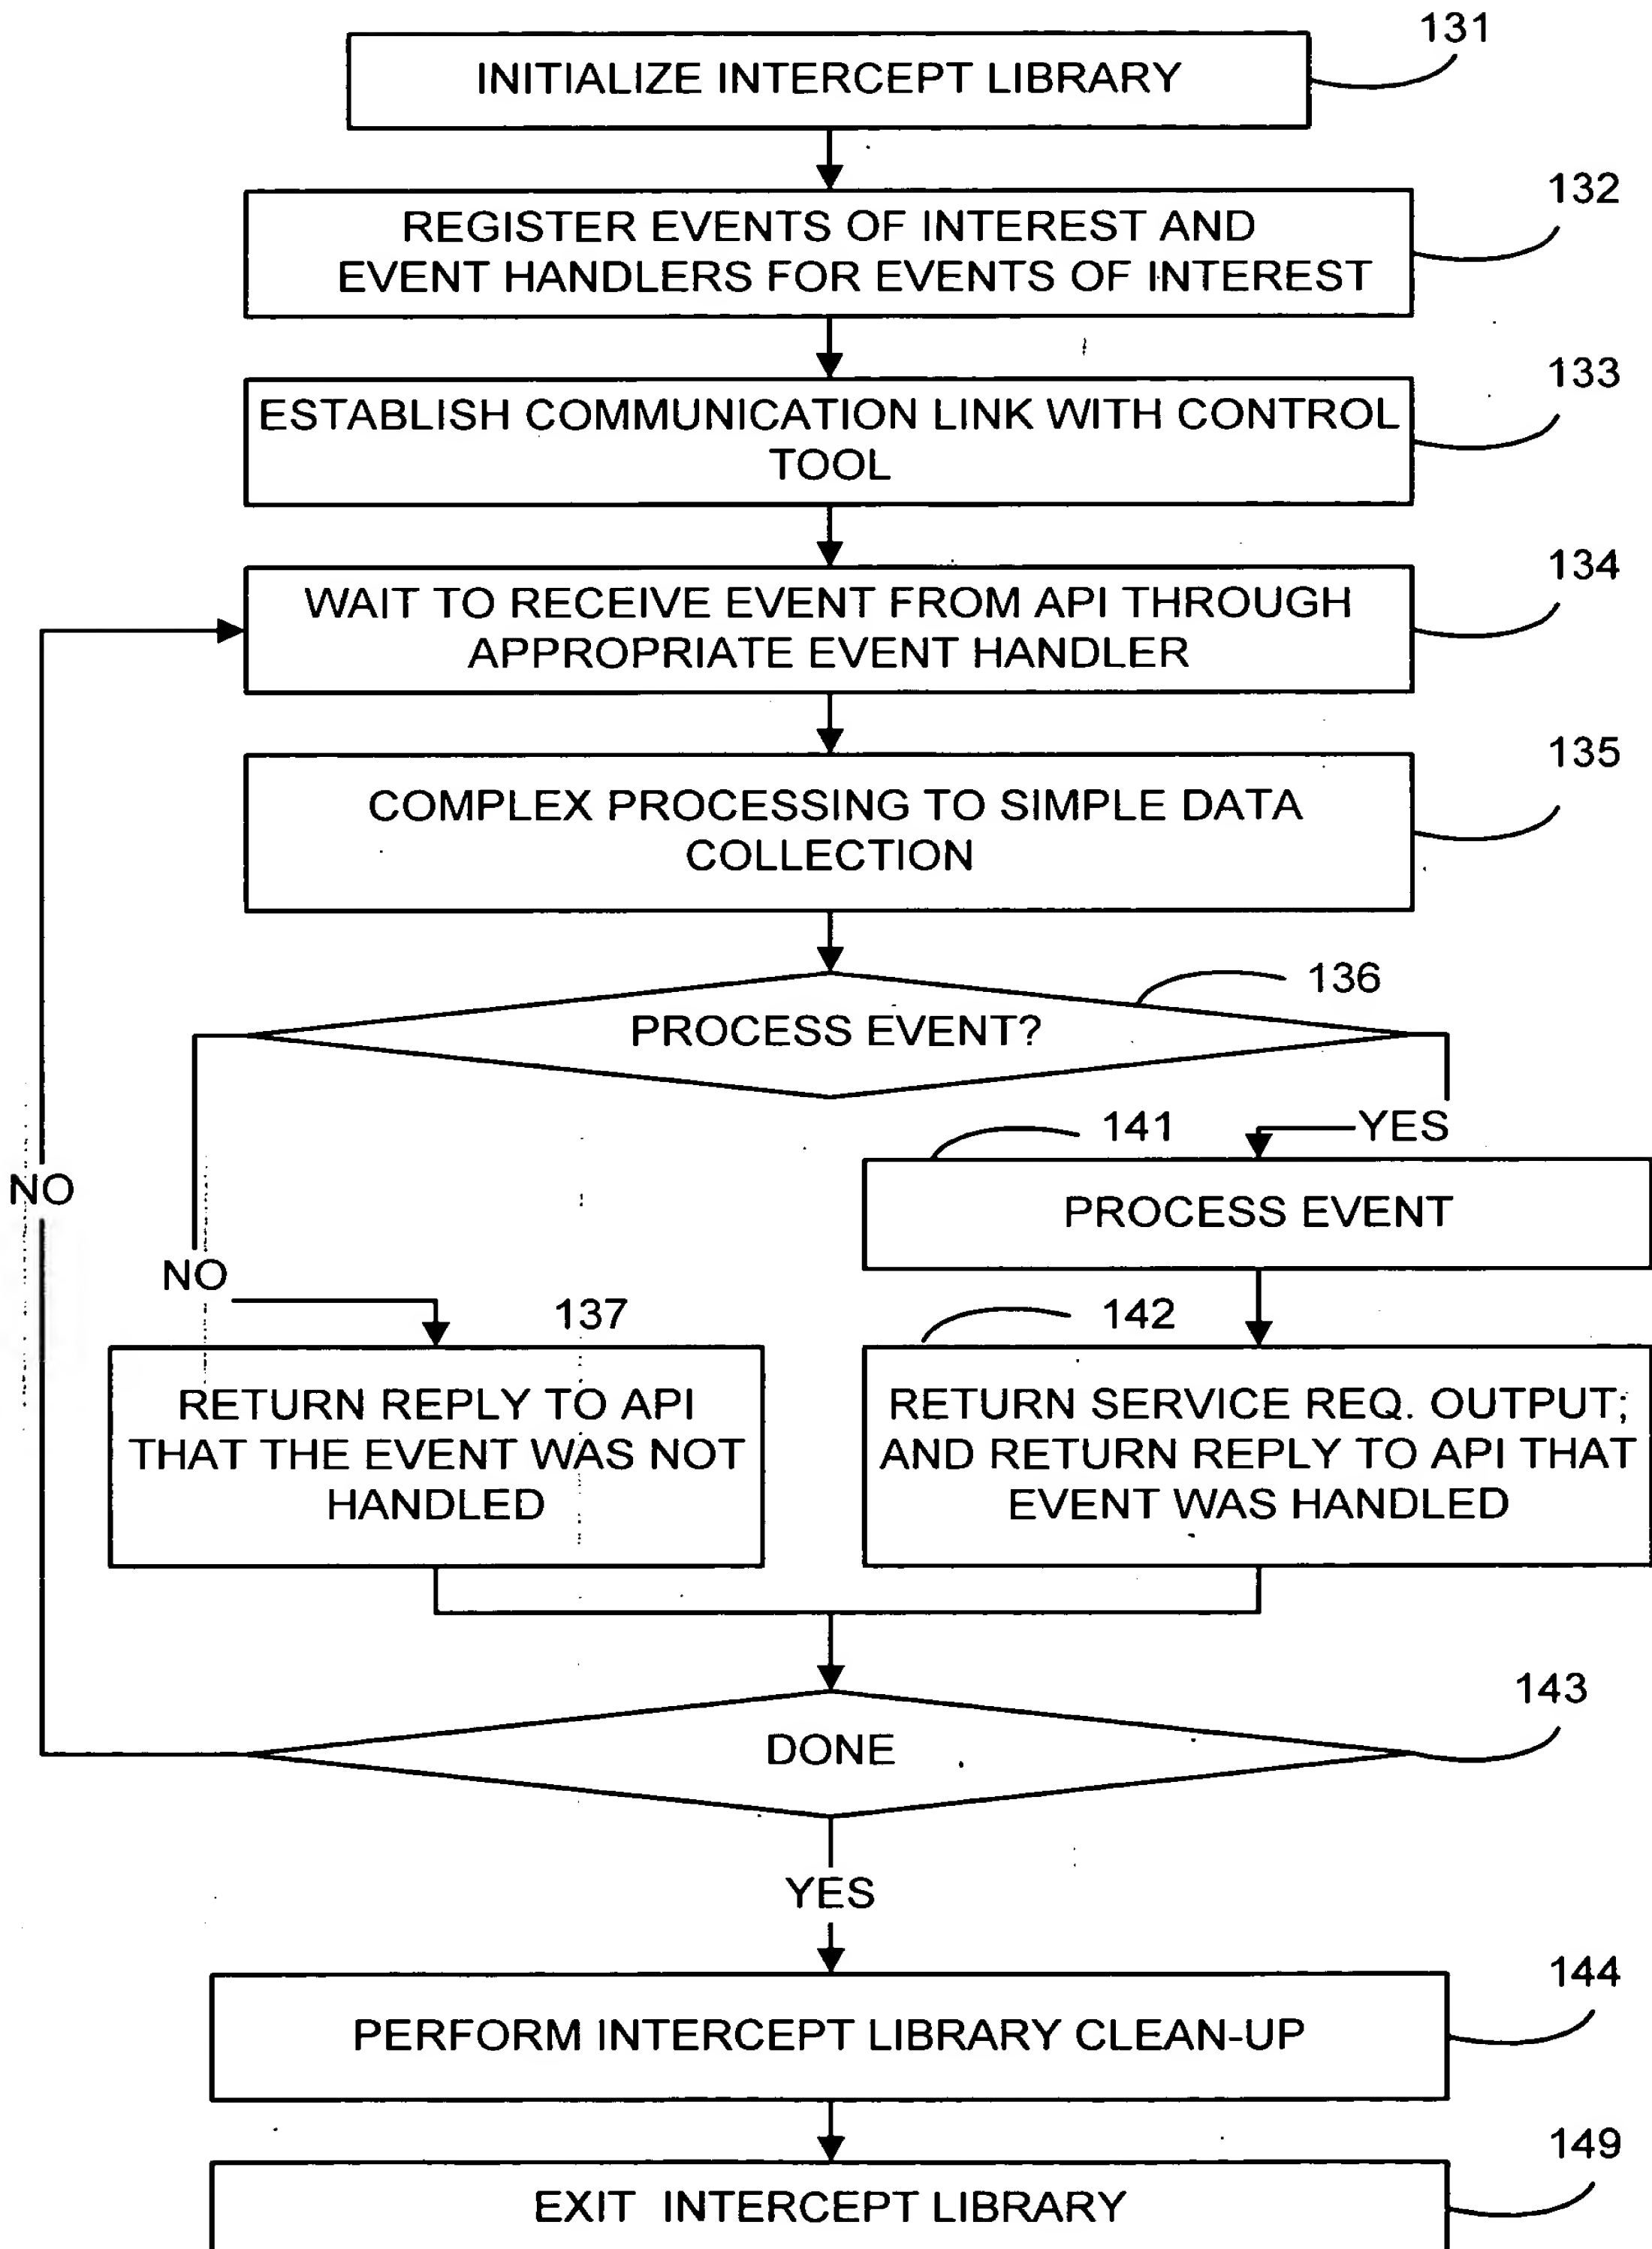 131
INITIALIZE INTERCEPT LIBRARY
132
REGISTER EVENTS OF INTEREST AND
EVENT HANDLERS FOR EVENTS OF INTEREST
133
ESTABLISH COMMUNICATION LINK WITH CONTROL
TOOL
134
WAIT TO RECEIVE EVENT FROM API THROUGH
APPROPRIATE EVENT HANDLER
135
COMPLEX PROCESSING TO SIMPLE DATA
COLLECTION
136
PROCESS EVENT?
141
YES
PROCESS EVENT
NO
NO
137
142
RETURN REPLY TO API
THAT THE EVENT WAS NOT
HANDLED
RETURN SERVICE REQ. OUTPUT;
AND RETURN REPLY TO API THAT
EVENT WAS HANDLED
143
DONE
YES
144
PERFORM INTERCEPT LIBRARY CLEAN-UP
149
EXIT INTERCEPT LIBRARY